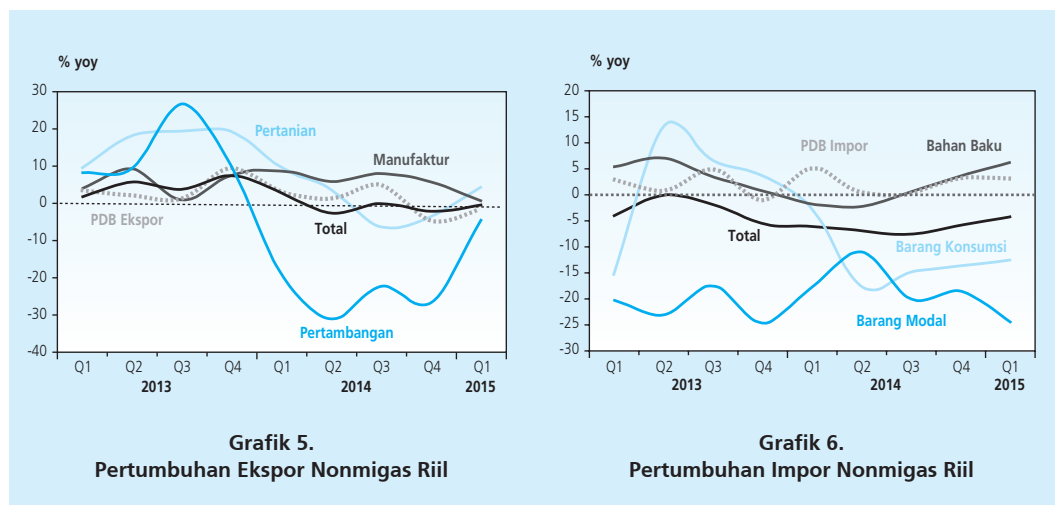 % yoy
30
20
10
0
-10
-20
-30
-40
Pertanian
Manufaktur
PDB Ekspor
Total
Pertambangan
Q1 Q2 Q3 Q4 Q1 Q2 Q3 Q4 Q1
2013 2014 2015
Grafik 5.
Pertumbuhan Ekspor Nonmigas Riil
% yoy
20
15
10
5
0
-5
-10
-15
-20
-25
-30
PDB Impor
Bahan Baku
Total
Barang Konsumsi
Barang Modal
Q1 Q2 Q3 Q4 Q1 Q2 Q3 Q4 Q1
2013 2014 2015
Grafik 6.
Pertumbuhan Impor Nonmigas Riil